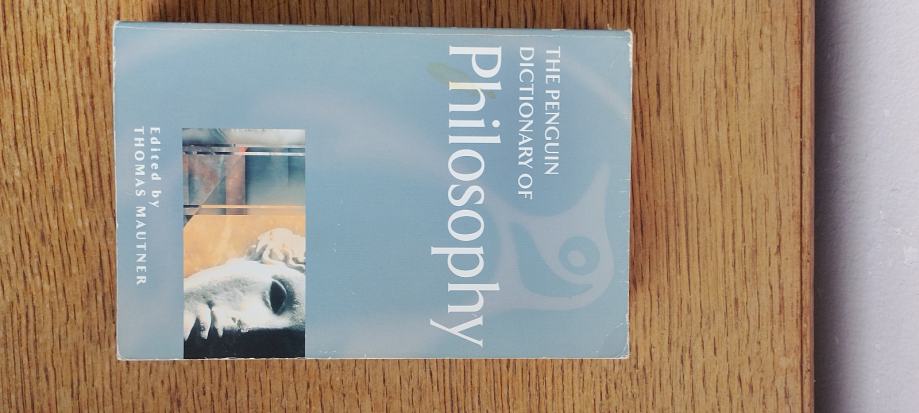 THE PENGUIN
DICTIONARY OF
Philosophy
Edited by
THOMAS MAUTNER